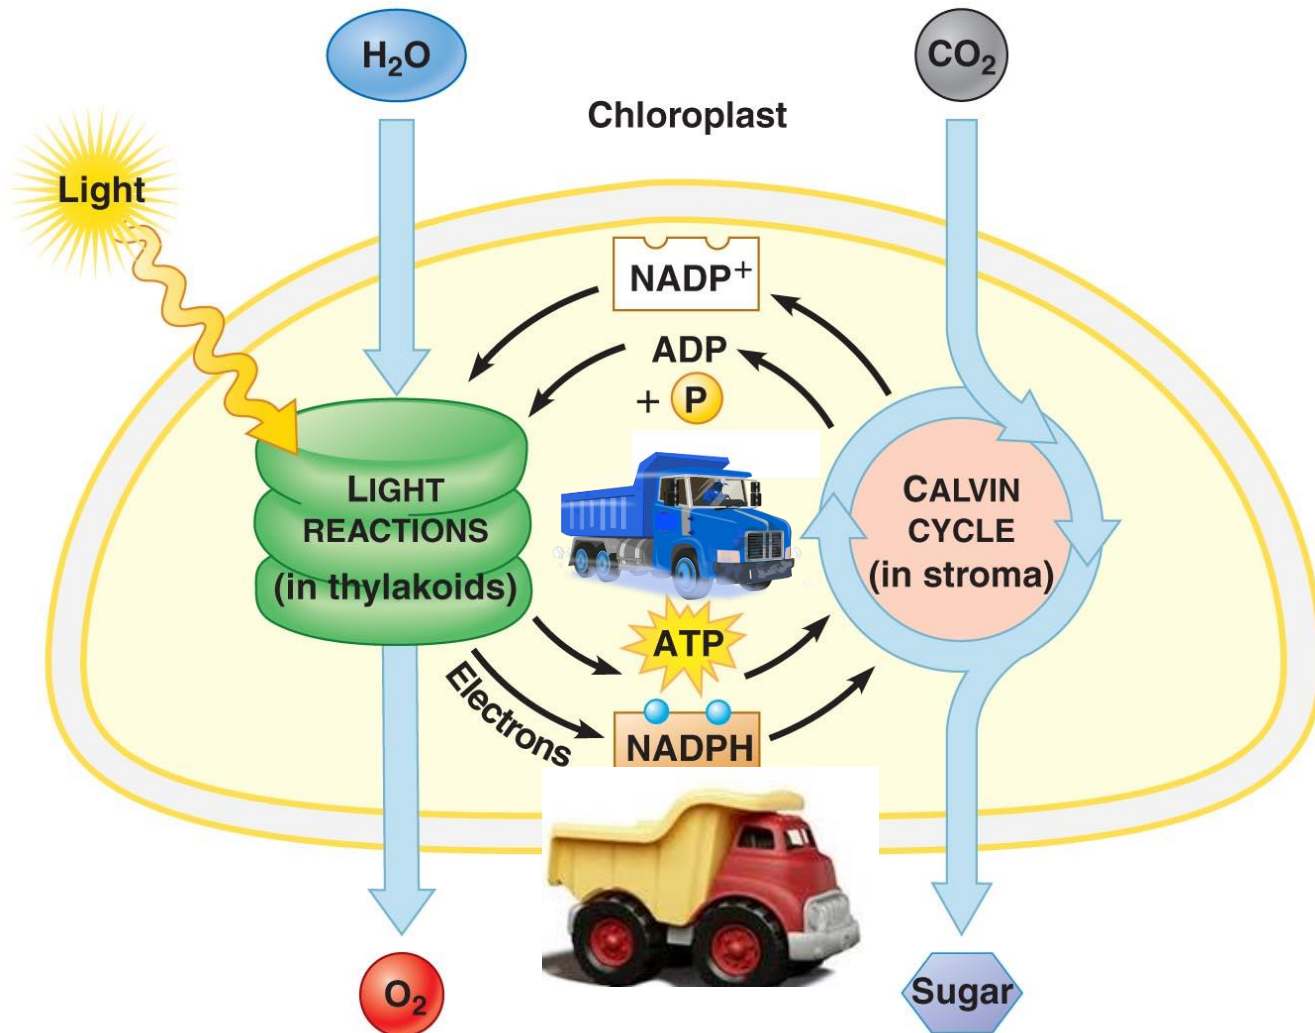 H₂O
CO₂
Chloroplast
Light
NADP⁺
ADP
+ P
LIGHT
REACTIONS
(in thylakoids)
CALVIN
CYCLE
(in stroma)
ATP
Electrons
NADPH
O₂
Sugar